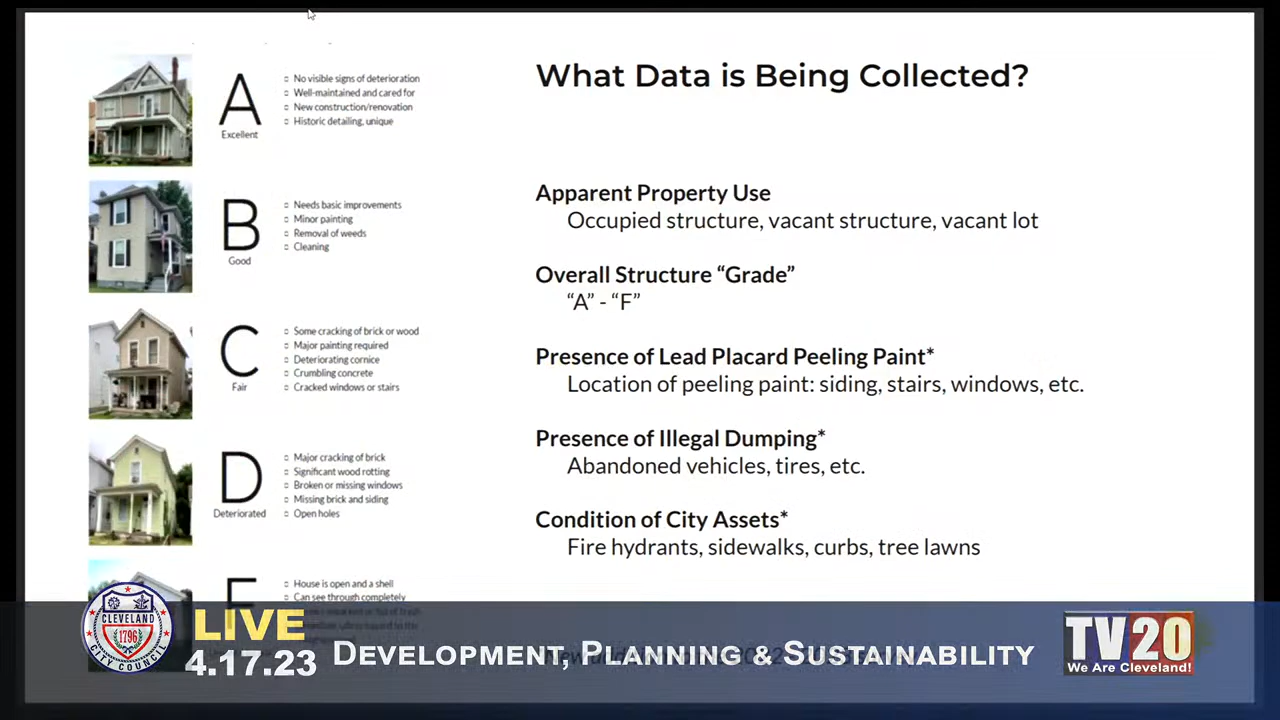 What Data is Being Collected?
A
Excellent
No visible signs of deterioration
Well-maintained and cared for
New construction/renovation
Historic detailing, unique
B
Good
Needs basic improvements
Minor painting
Removal of weeds
Cleaning
C
Fair
Some cracking of brick or wood
Major painting required
Deteriorating cornice
Crumbling concrete
Cracked windows or stairs
D
Deteriorated
Major cracking of brick
Significant wood rotting
Broken or missing windows
Missing brick and siding
Open holes
F
House is open and a shell
Can see through completely
Apparent Property Use
Occupied structure, vacant structure, vacant lot
Overall Structure “Grade”
“A” - “F”
Presence of Lead Placard Peeling Paint*
Location of peeling paint: siding, stairs, windows, etc.
Presence of Illegal Dumping*
Abandoned vehicles, tires, etc.
Condition of City Assets*
Fire hydrants, sidewalks, curbs, tree lawns
CLEVELAND
1796
CITY COUNCIL
LIVE
4.17.23
DEVELOPMENT, PLANNING & SUSTAINABILITY
TV20
We Are Cleveland!